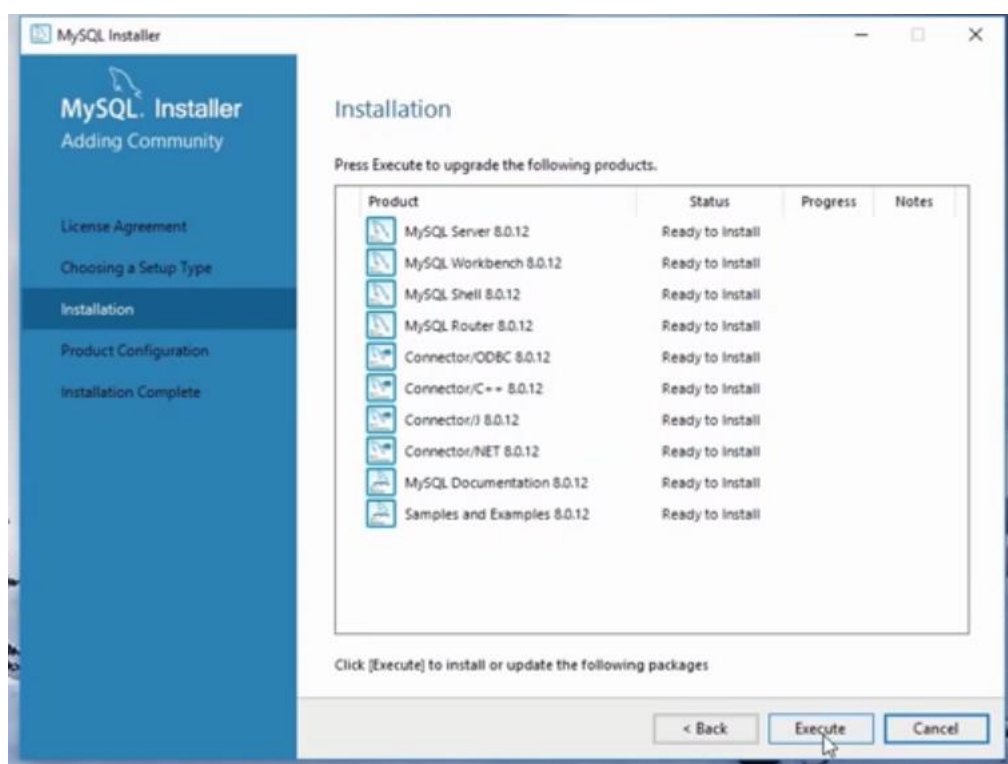 MySQL Installer
MySQL. Installer
Adding Community
License Agreement
Choosing a Setup Type
Installation
Product Configuration
Installation Complete
Installation
Press Execute to upgrade the following products.
Product Status Progress Notes
MySQL Server 8.0.12 Ready to Install
MySQL Workbench 8.0.12 Ready to Install
MySQL Shell 8.0.12 Ready to Install
MySQL Router 8.0.12 Ready to Install
Connector/ODBC 8.0.12 Ready to Install
Connector/C++ 8.0.12 Ready to Install
Connector/J 8.0.12 Ready to Install
Connector/NET 8.0.12 Ready to Install
MySQL Documentation 8.0.12 Ready to Install
Samples and Examples 8.0.12 Ready to Install
Click [Execute] to install or update the following packages
< Back Execute Cancel